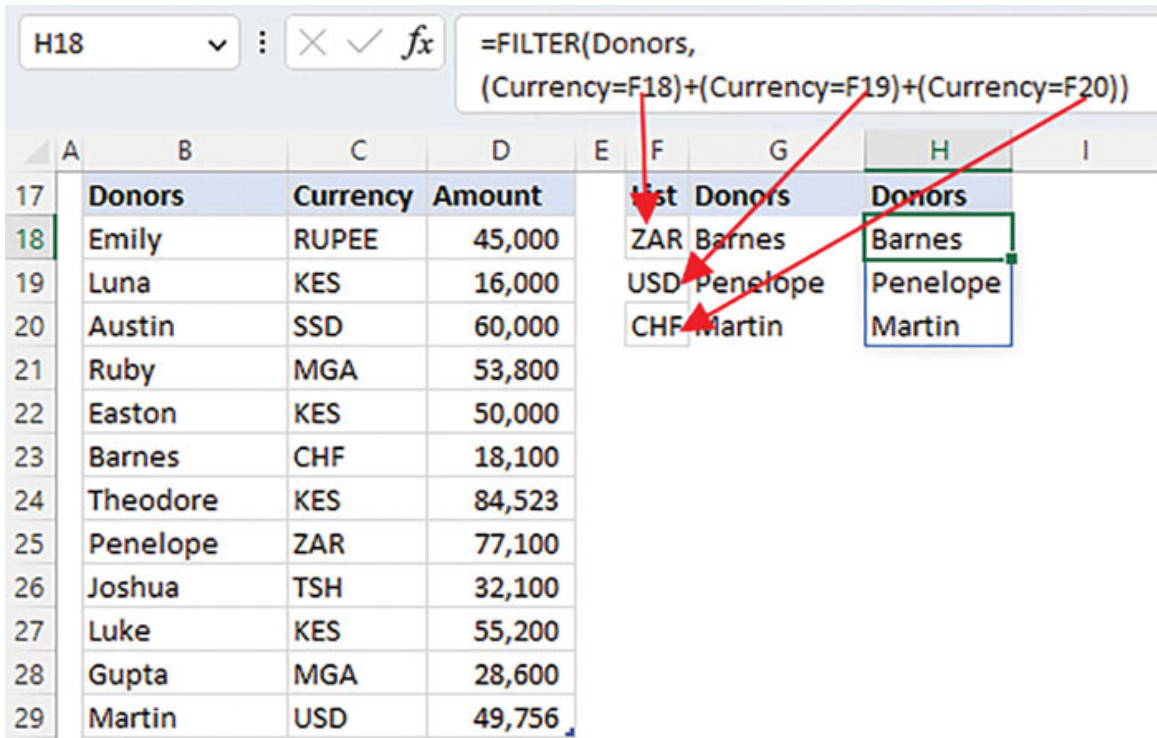 H18 fx =FILTER(Donors,
(Currency=F18)+(Currency=F19)+(Currency=F20))
A B C D E F G H I
17 Donors Currency Amount List Donors Donors
18 Emily RUPEE 45,000 ZAR Barnes Barnes
19 Luna KES 16,000 USD Penelope Penelope
20 Austin SSD 60,000 CHF Martin Martin
21 Ruby MGA 53,800
22 Easton KES 50,000
23 Barnes CHF 18,100
24 Theodore KES 84,523
25 Penelope ZAR 77,100
26 Joshua TSH 32,100
27 Luke KES 55,200
28 Gupta MGA 28,600
29 Martin USD 49,756